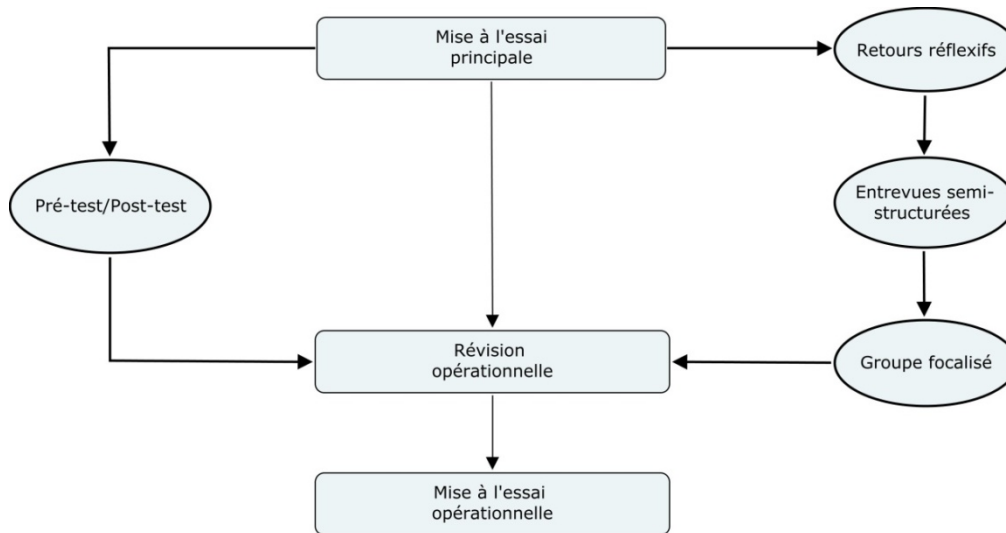 Mise à l'essai
principale
Retours réflexifs
Pré-test/Post-test
Entrevues semi-
structurées
Révision
opérationnelle
Groupe focalisé
Mise à l'essai
opérationnelle